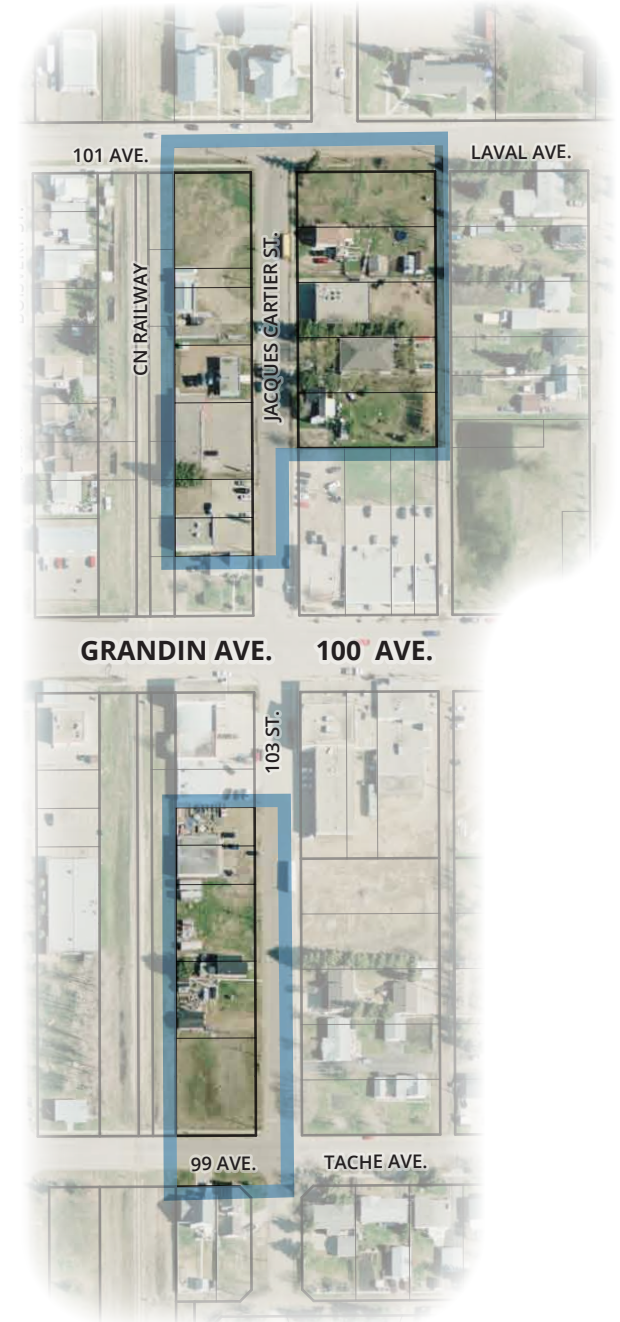 101 AVE.
LAVAL AVE.
CN RAILWAY
JACQUES CARTIER ST.
GRANDIN AVE.
100 AVE.
103 ST.
99 AVE.
TACHE AVE.